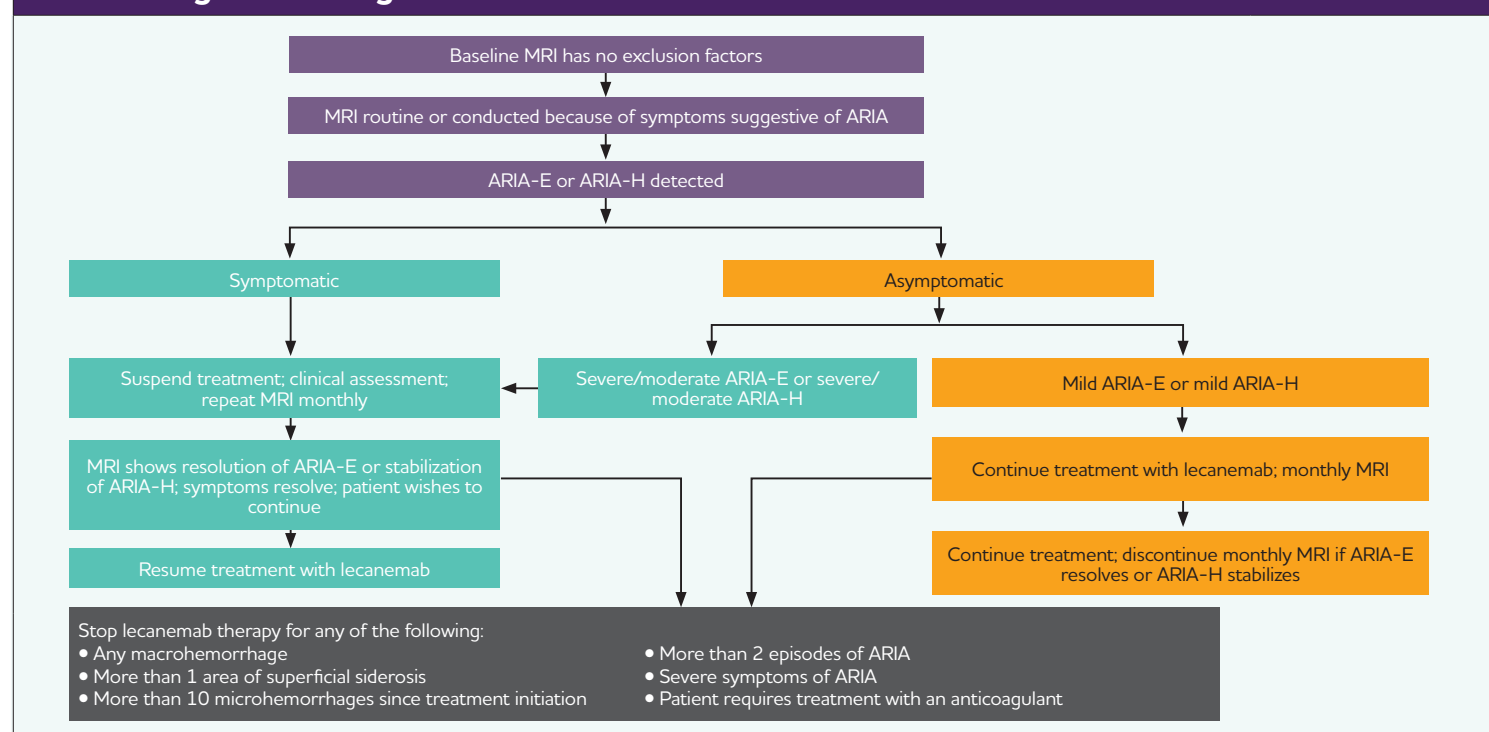 Baseline MRI has no exclusion factors
MRI routine or conducted because of symptoms suggestive of ARIA
ARIA-E or ARIA-H detected
Symptomatic
Asymptomatic
Suspend treatment; clinical assessment;
repeat MRI monthly
Severe/moderate ARIA-E or severe/
moderate ARIA-H
Mild ARIA-E or mild ARIA-H
MRI shows resolution of ARIA-E or stabilization
of ARIA-H; symptoms resolve; patient wishes to
continue
Continue treatment with lecanemab; monthly MRI
Resume treatment with lecanemab
Continue treatment; discontinue monthly MRI if ARIA-E
resolves or ARIA-H stabilizes
Stop lecanemab therapy for any of the following:
• Any macrohemorrhage
• More than 1 area of superficial siderosis
• More than 10 microhemorrhages since treatment initiation
• More than 2 episodes of ARIA
• Severe symptoms of ARIA
• Patient requires treatment with an anticoagulant